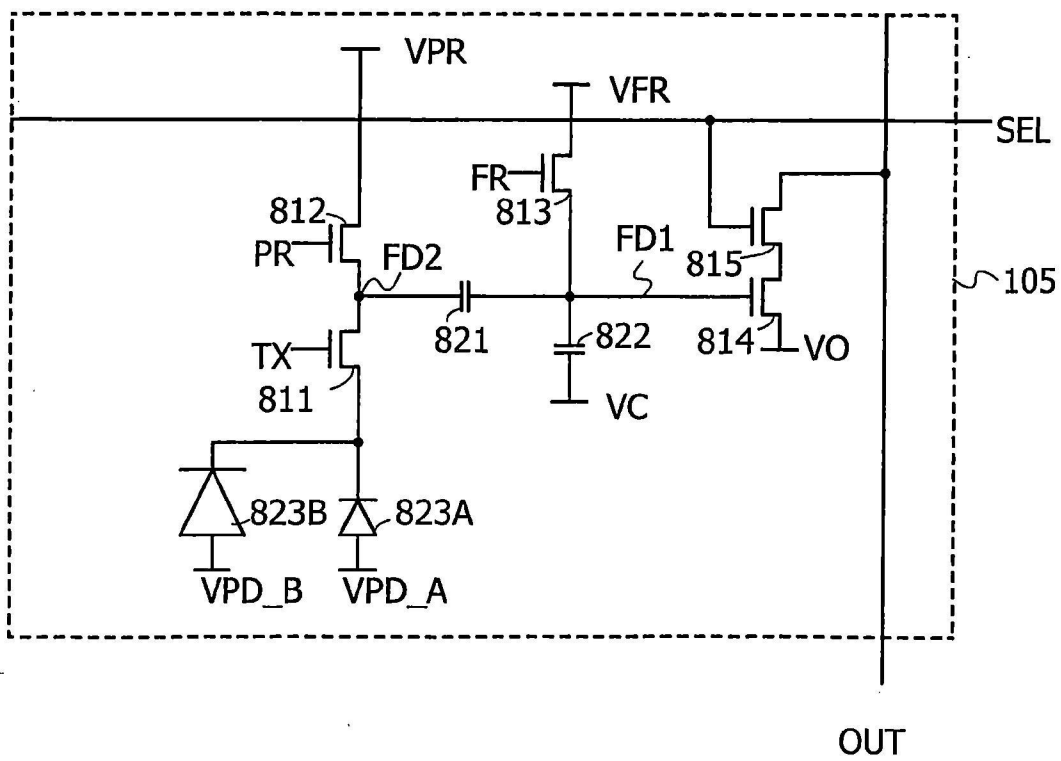 VPR
VFR
SEL
FR
813
812
PR
FD2
FD1
815
105
821
822
814
VO
TX
811
VC
823B
823A
VPD_B
VPD_A
OUT